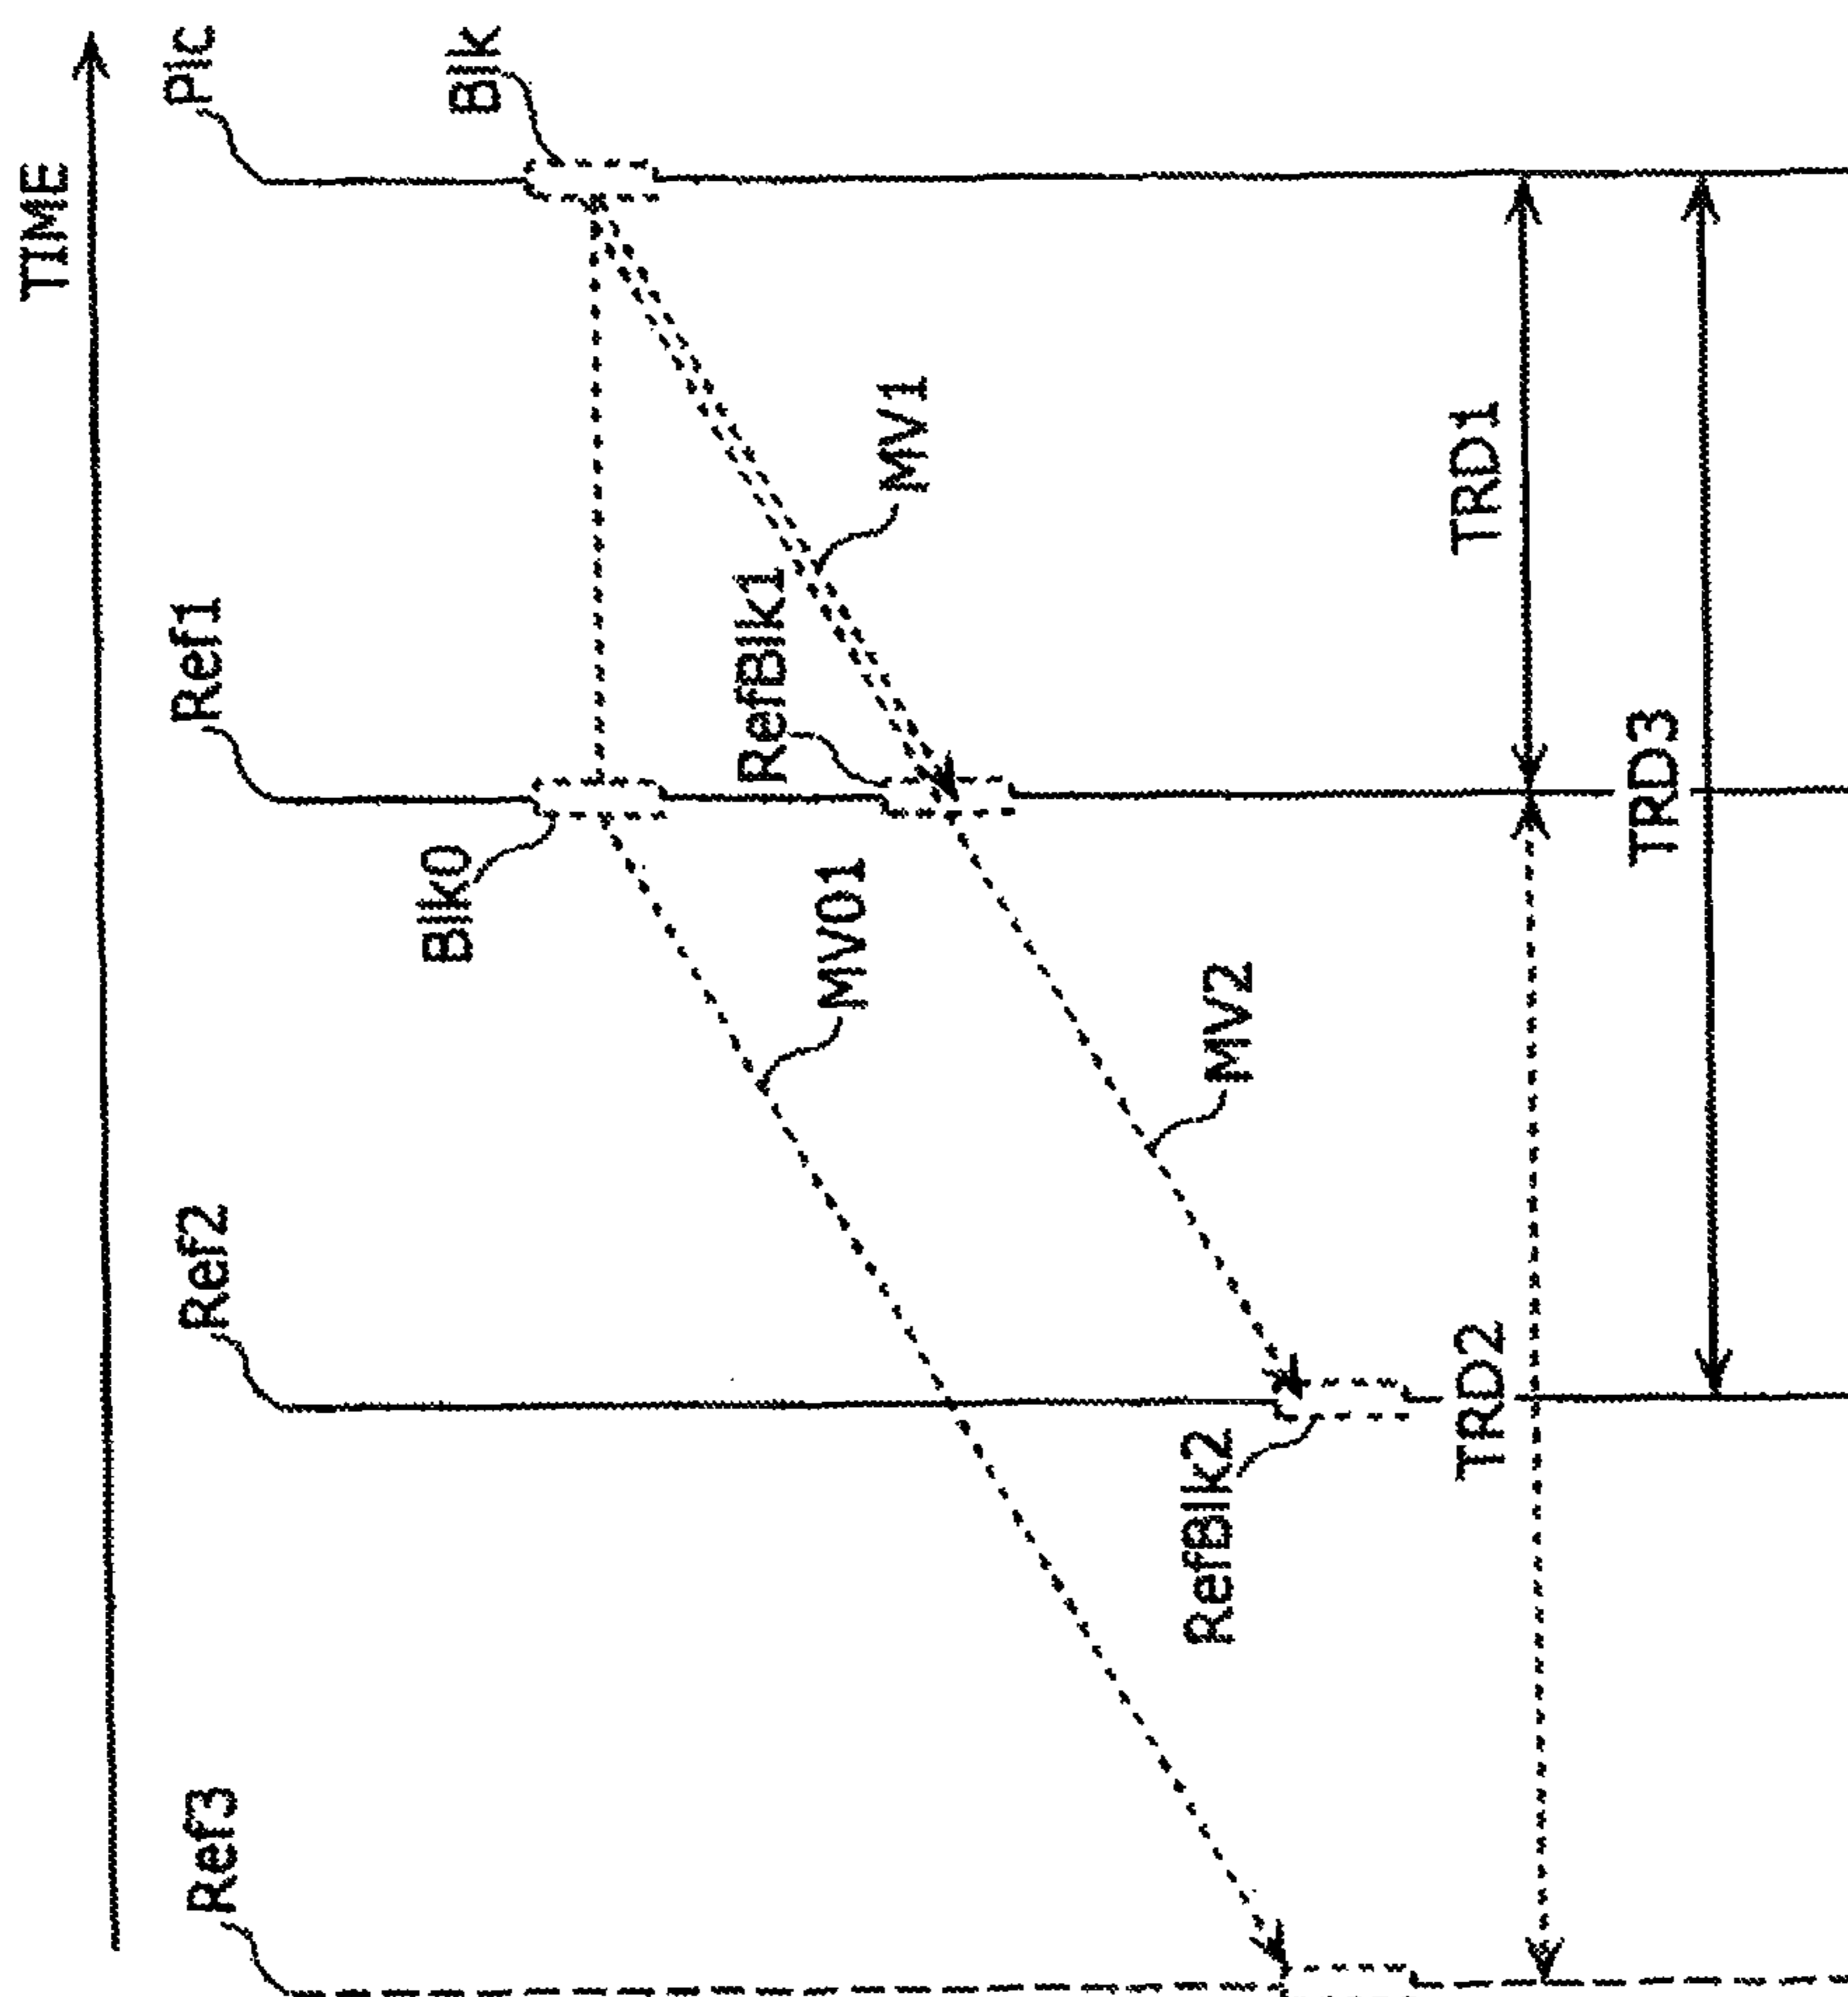 TIME
Ref3
Ref2
Ref1
Pic
Blk
Blk0
RefBlk1
MV01
MV1
RefBlk2
MV2
TRD2
TRD1
TRD3